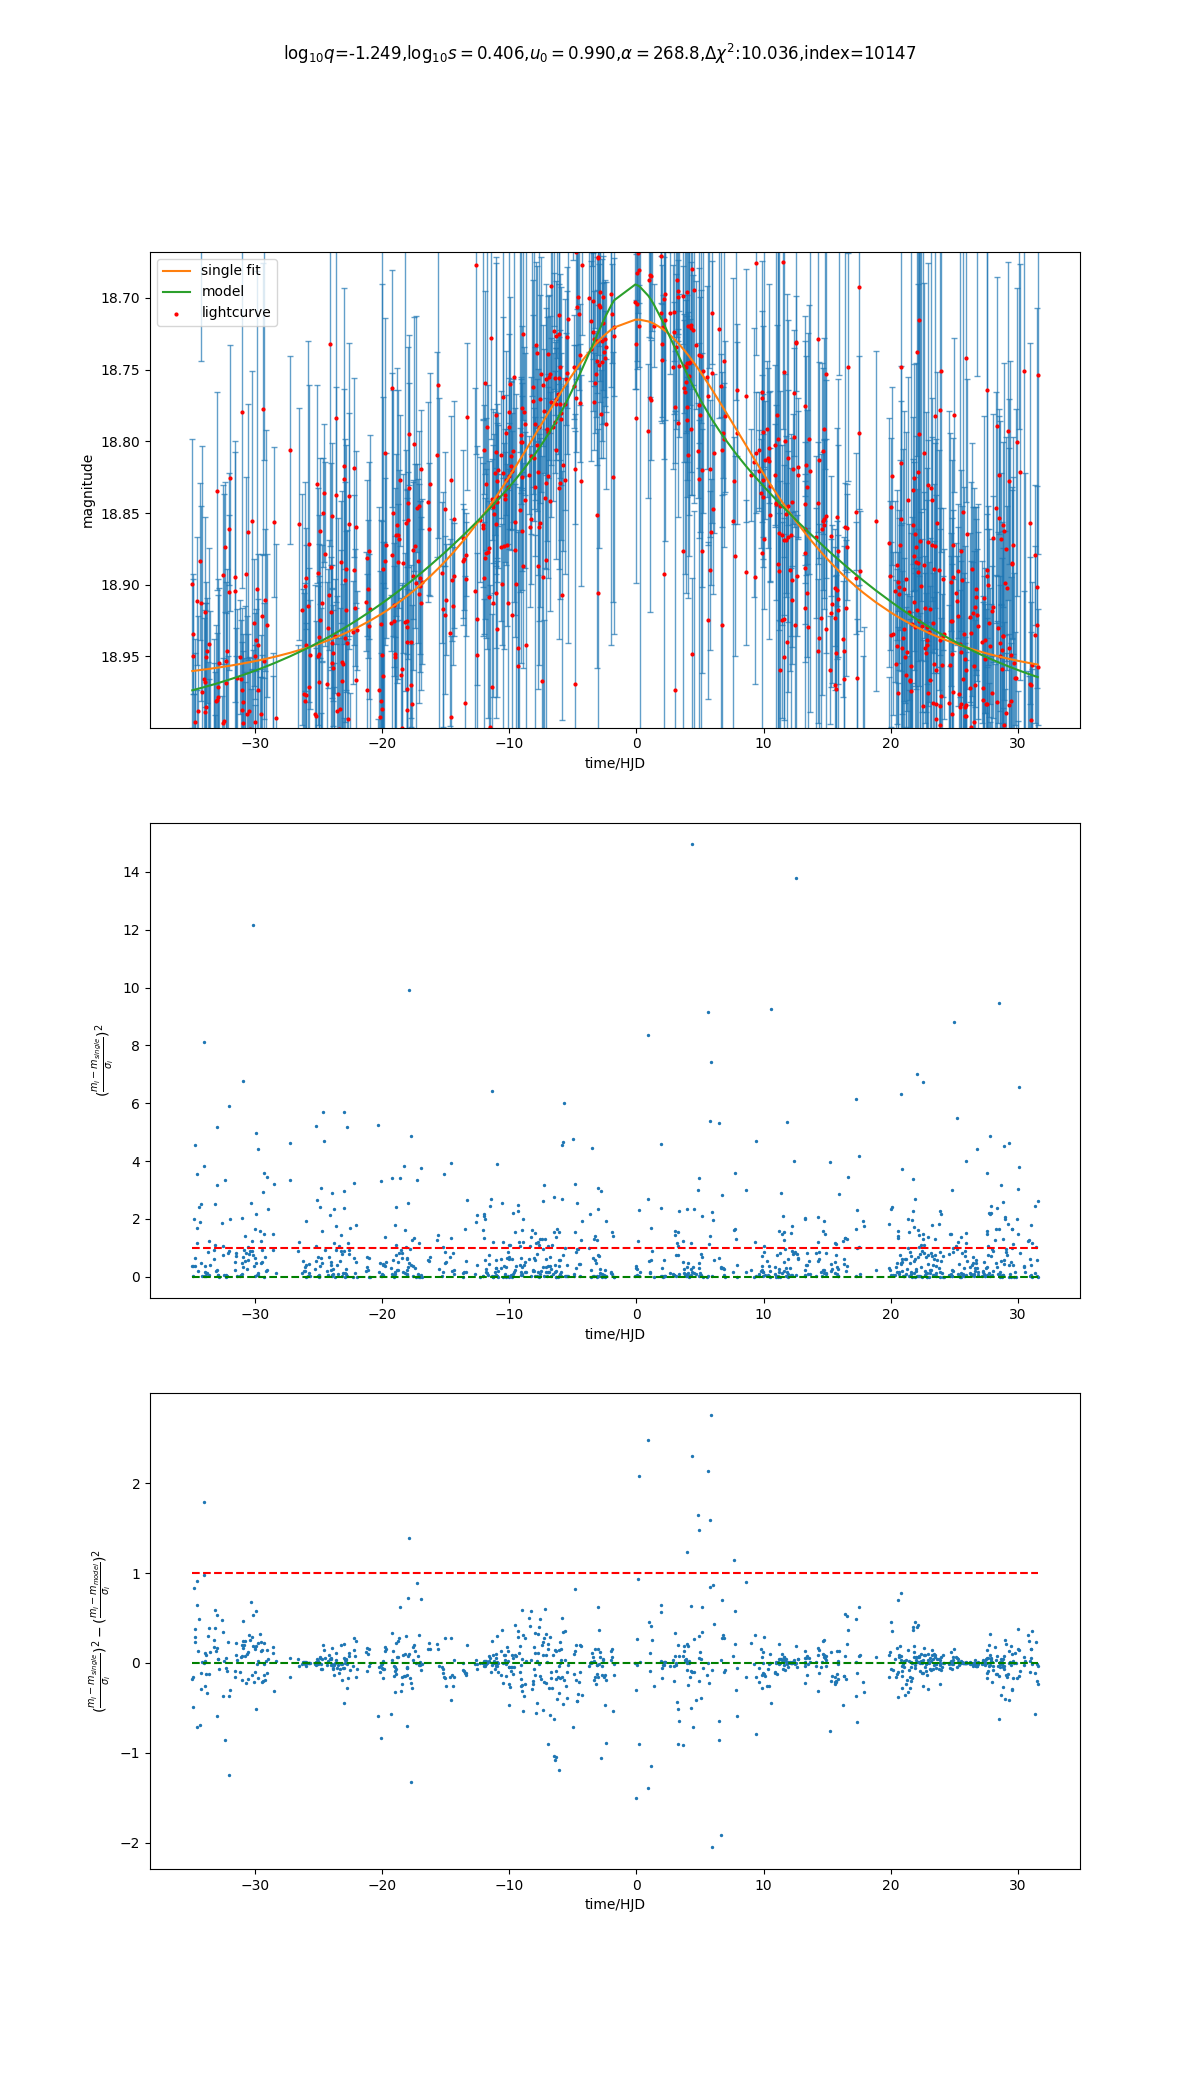 log₁₀q=-1.249,log₁₀s = 0.406,u₀ = 0.990,α = 268.8,Δχ²:10.036,index=10147
single fit
model
lightcurve
magnitude
18.70
18.75
18.80
18.85
18.90
18.95
−30 −20 −10 0 10 20 30
time/HJD
((mᵢ − m_single)/σᵢ)²
14
12
10
8
6
4
2
0
−30 −20 −10 0 10 20 30
time/HJD
((mᵢ − m_single)/σᵢ)² − ((mᵢ − m_model)/σᵢ)²
2
1
0
−1
−2
−30 −20 −10 0 10 20 30
time/HJD